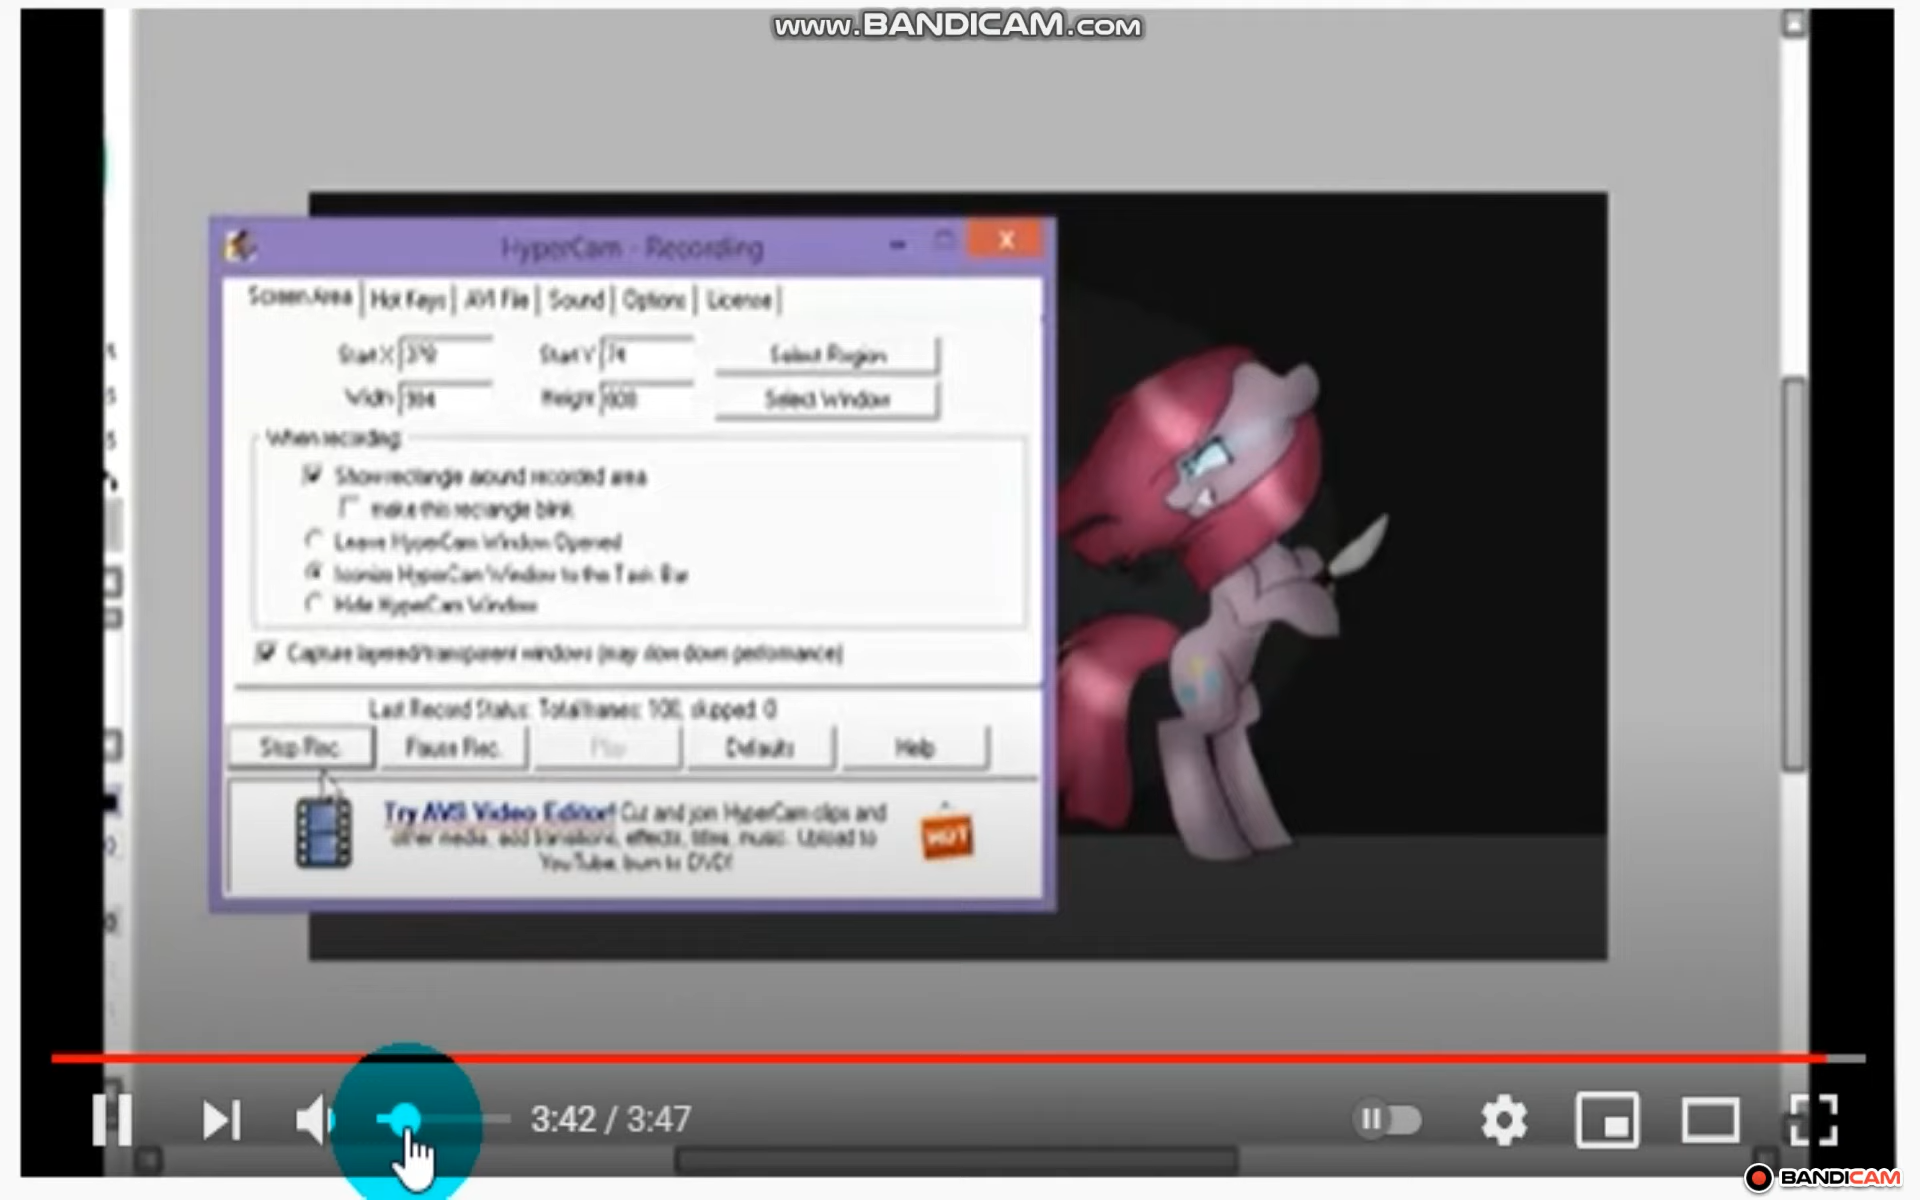 www.BANDICAM.com
HyperCam - Recording
X
Screen Area Hot Keys AVI File Sound Options License
Start X 370 Start Y 74 Select Region
Width Height Select Window
When recording:
Show rectangle around recorded area
make this rectangle blink
Leave HyperCam Window Opened
Iconize HyperCam Window to the Task Bar
Hide HyperCam Window
Capture layered/transparent windows (may slow down performance)
Last Record Status: Total frames: 108, skipped: 0
Stop Rec. Pause Rec. Play Defaults Help
Try AVS Video Editor! Cut and join HyperCam clips and
other media, add transitions, effects, titles, music. Upload to
YouTube, burn to DVD!
HOT
3:42 / 3:47
BANDICAM